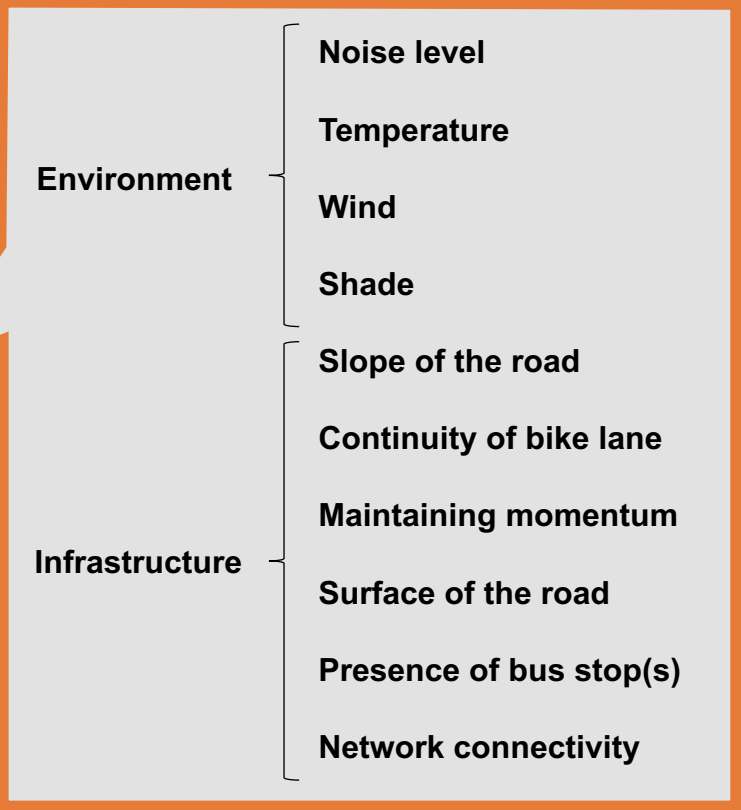 Environment
Noise level
Temperature
Wind
Shade
Infrastructure
Slope of the road
Continuity of bike lane
Maintaining momentum
Surface of the road
Presence of bus stop(s)
Network connectivity